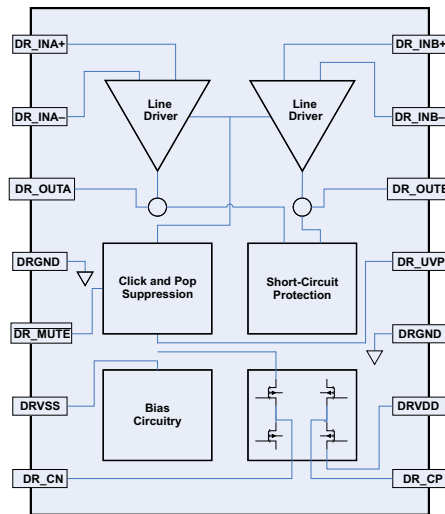 DR_INA+
DR_INB+
Line
Driver
Line
Driver
DR_INA–
DR_INB–
DR_OUTA
DR_OUTB
DRGND
Click and Pop
Suppression
Short-Circuit
Protection
DR_UVP
DR_MUTE
DRGND
DRVSS
Bias
Circuitry
DRVDD
DR_CN
DR_CP